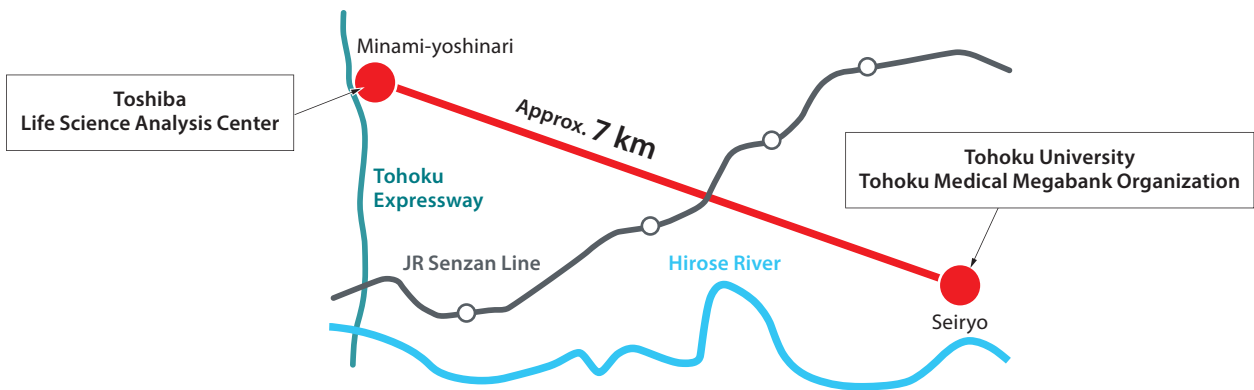 Minami-yoshinari
Toshiba
Life Science Analysis Center
Approx. 7 km
Tohoku University
Tohoku Medical Megabank Organization
Tohoku
Expressway
JR Senzan Line
Hirose River
Seiryo